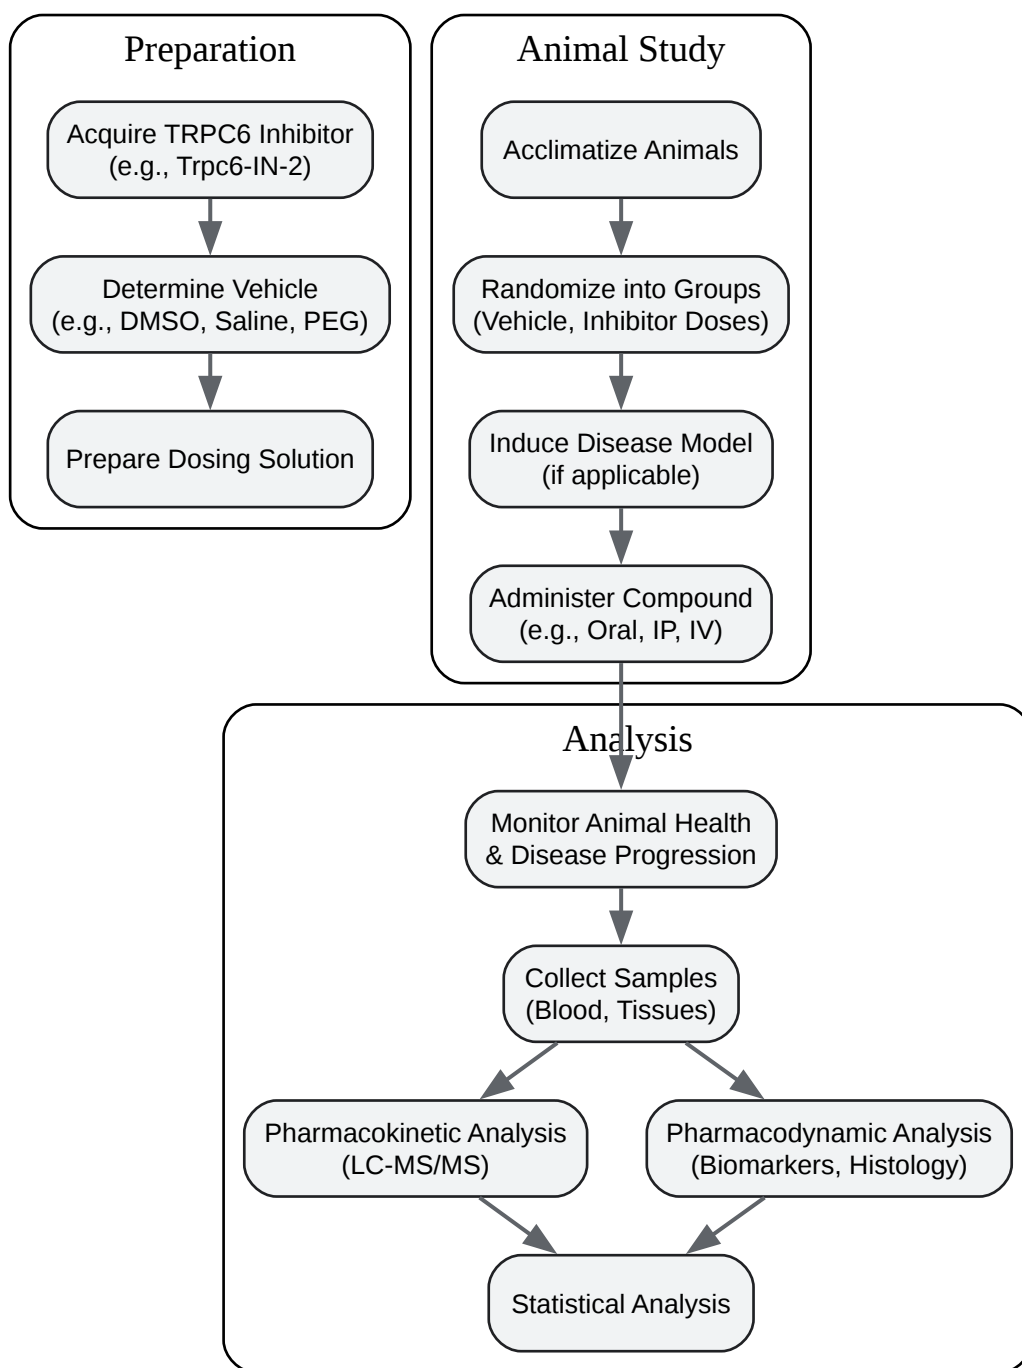 Preparation
Acquire TRPC6 Inhibitor
(e.g., Trpc6-IN-2)
Determine Vehicle
(e.g., DMSO, Saline, PEG)
Prepare Dosing Solution
Animal Study
Acclimatize Animals
Randomize into Groups
(Vehicle, Inhibitor Doses)
Induce Disease Model
(if applicable)
Administer Compound
(e.g., Oral, IP, IV)
Analysis
Monitor Animal Health
& Disease Progression
Collect Samples
(Blood, Tissues)
Pharmacokinetic Analysis
(LC-MS/MS)
Pharmacodynamic Analysis
(Biomarkers, Histology)
Statistical Analysis